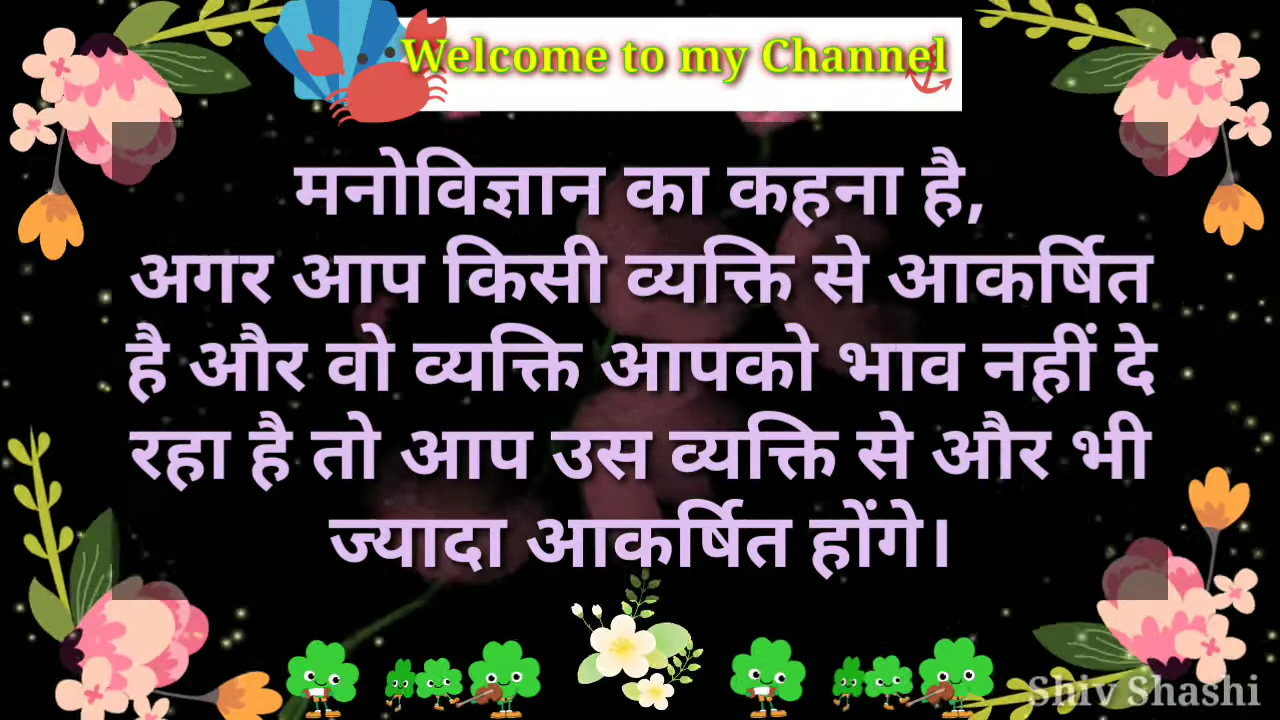 Welcome to my Channel
मनोविज्ञान का कहना है,
अगर आप किसी व्यक्ति से आकर्षित
है और वो व्यक्ति आपको भाव नहीं दे
रहा है तो आप उस व्यक्ति से और भी
ज्यादा आकर्षित होंगे।
Shiv Shashi